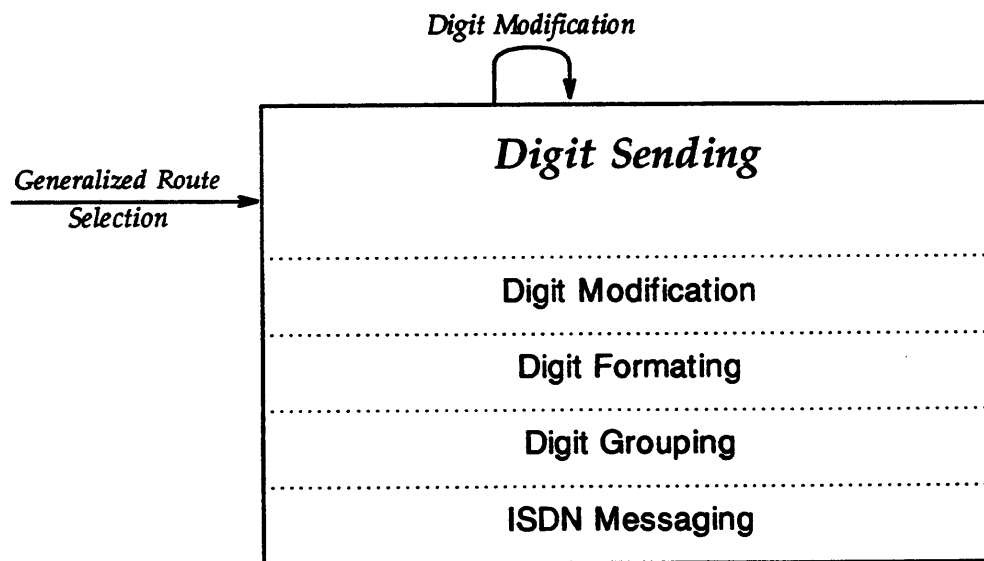 Digit Modification
Digit Sending
Generalized Route
Selection
Digit Modification
Digit Formating
Digit Grouping
ISDN Messaging